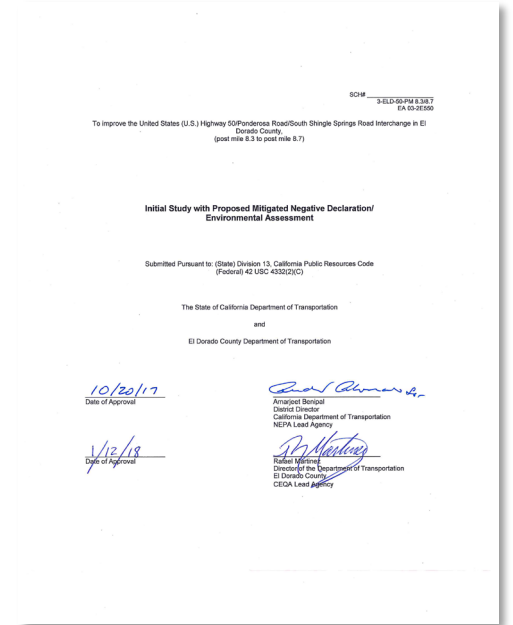 SCH#
3-ELD-50-PM 8.3/8.7
EA 03-2E550
To improve the United States (U.S.) Highway 50/Ponderosa Road/South Shingle Springs Road Interchange in El
Dorado County,
(post mile 8.3 to post mile 8.7)
Initial Study with Proposed Mitigated Negative Declaration/
Environmental Assessment
Submitted Pursuant to: (State) Division 13, California Public Resources Code
(Federal) 42 USC 4332(2)(C)
The State of California Department of Transportation
and
El Dorado County Department of Transportation
10/20/17
Date of Approval
Amarjeet Benipal
District Director
California Department of Transportation
NEPA Lead Agency
1/12/18
Date of Approval
Rafael Martinez
Director of the Department of Transportation
El Dorado County
CEQA Lead Agency